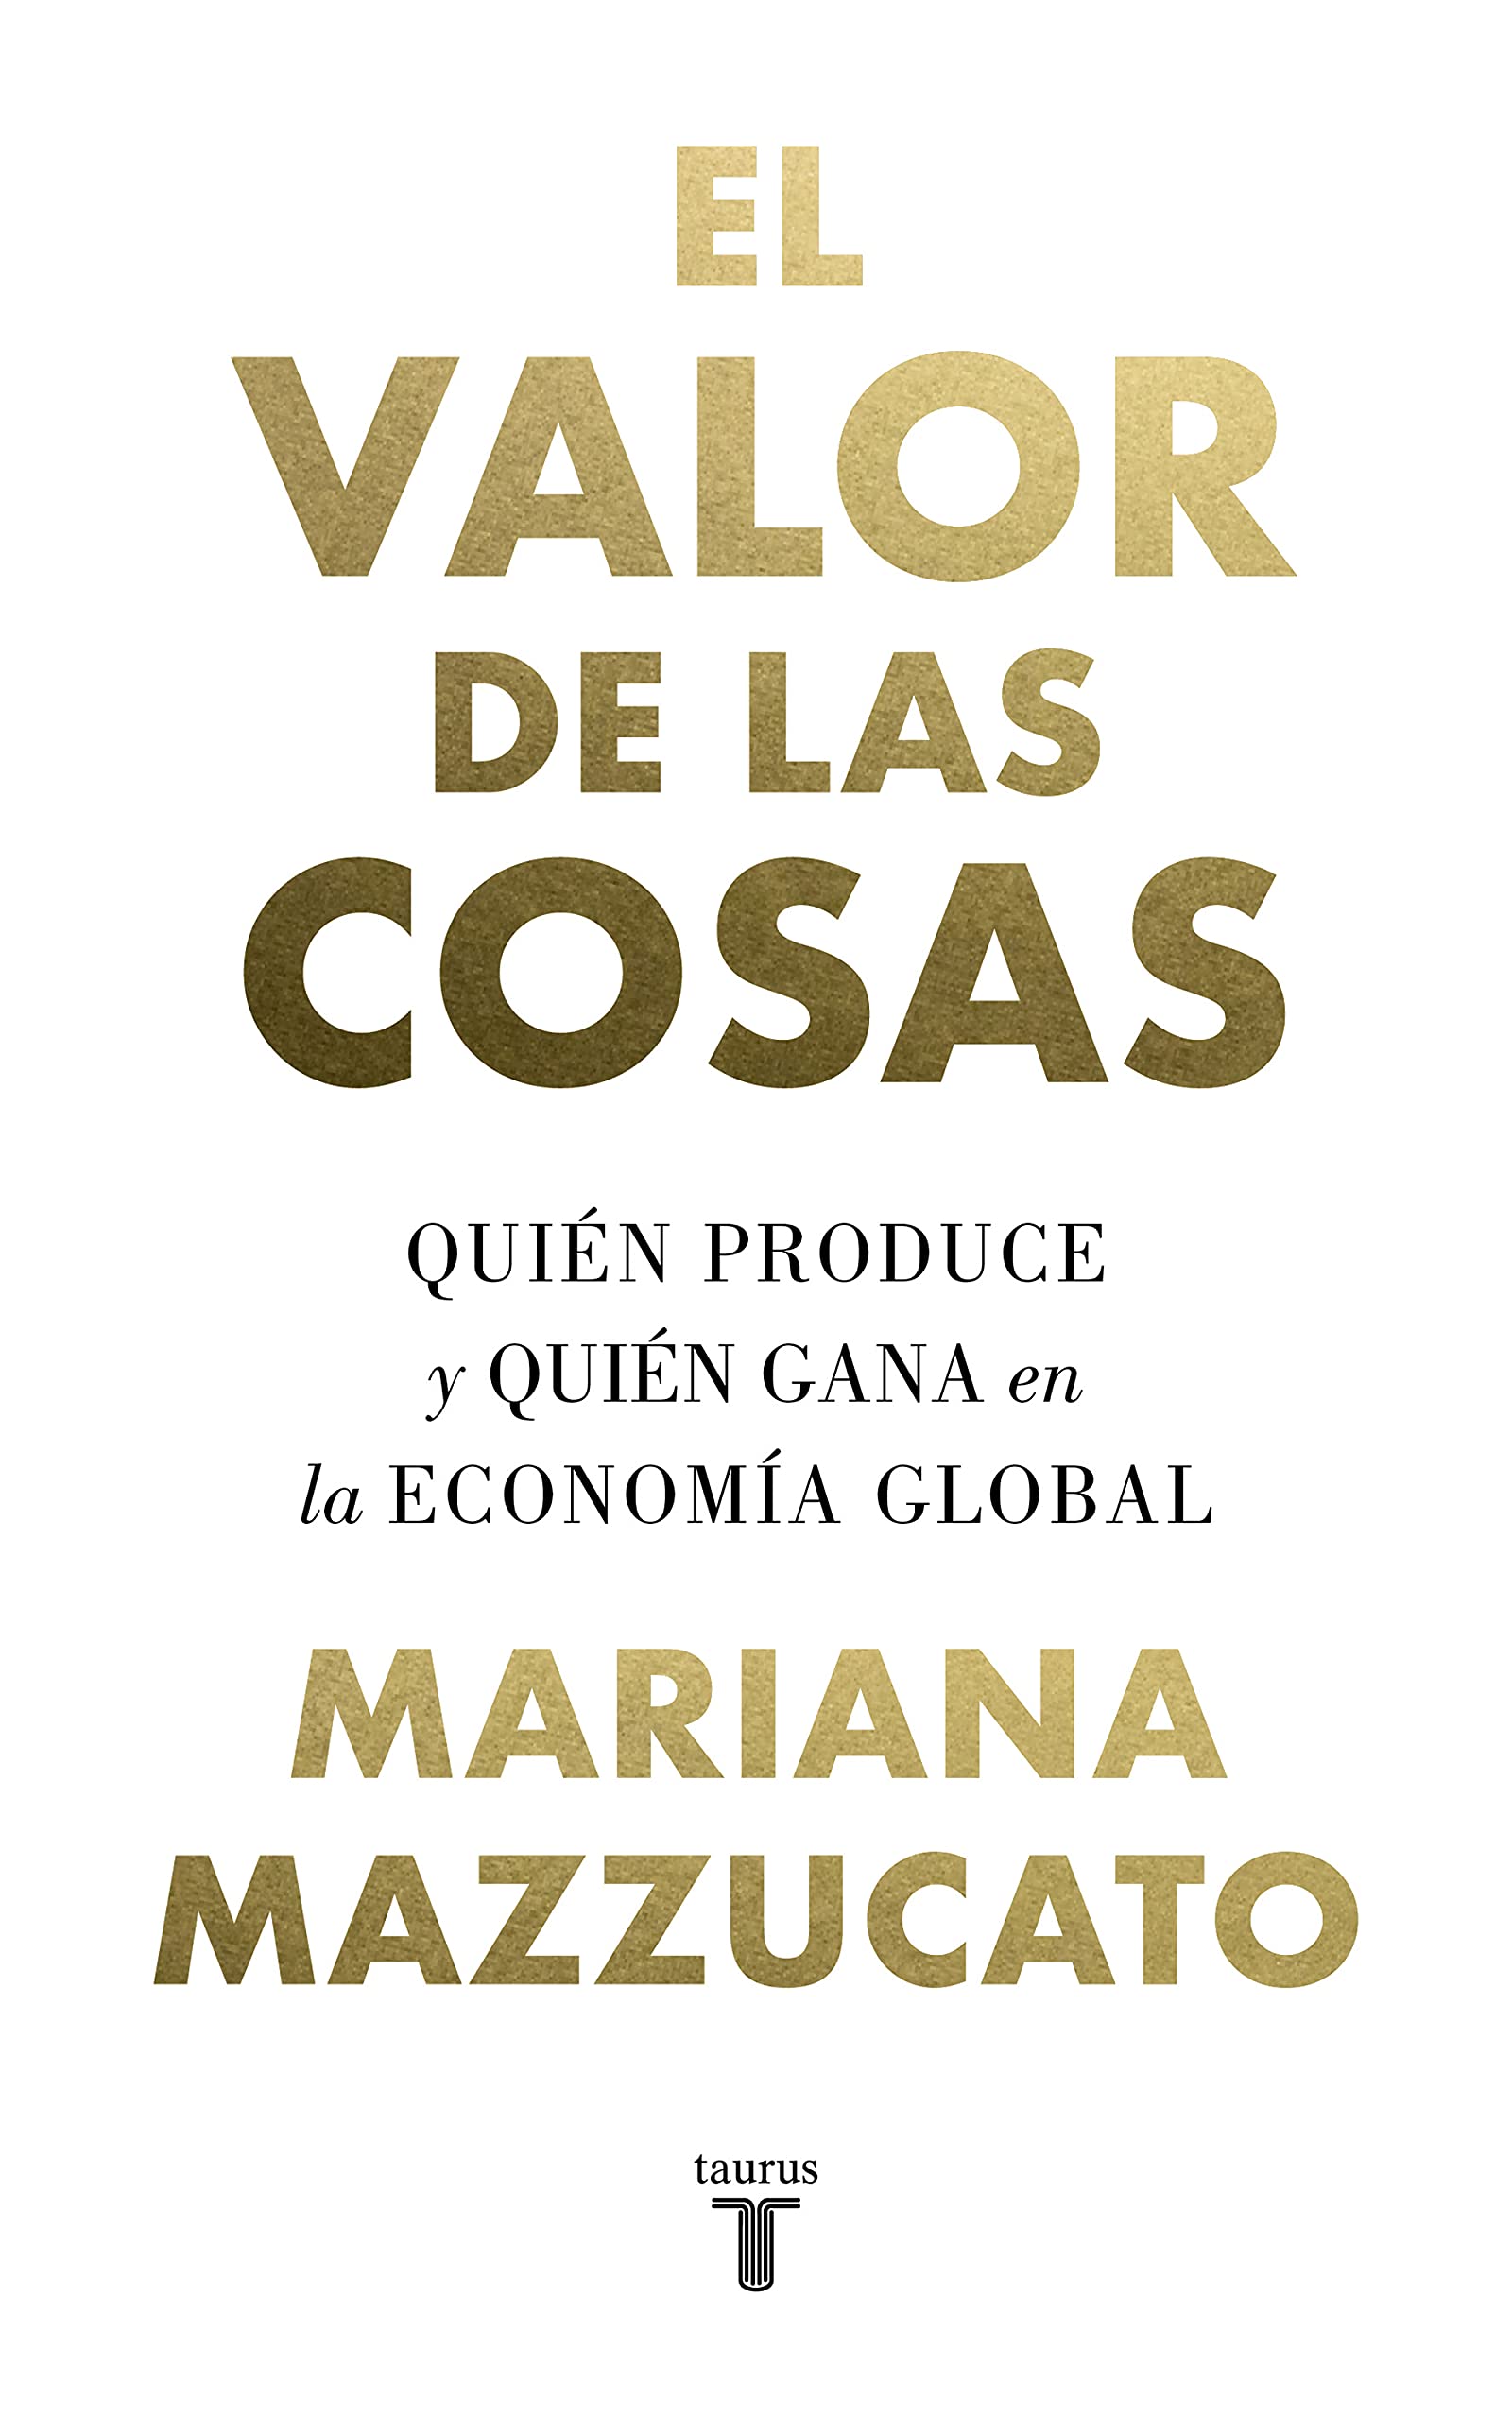 EL
VALOR
DE LAS
COSAS
QUIÉN PRODUCE
y QUIÉN GANA en
la ECONOMÍA GLOBAL
MARIANA
MAZZUCATO
taurus
T